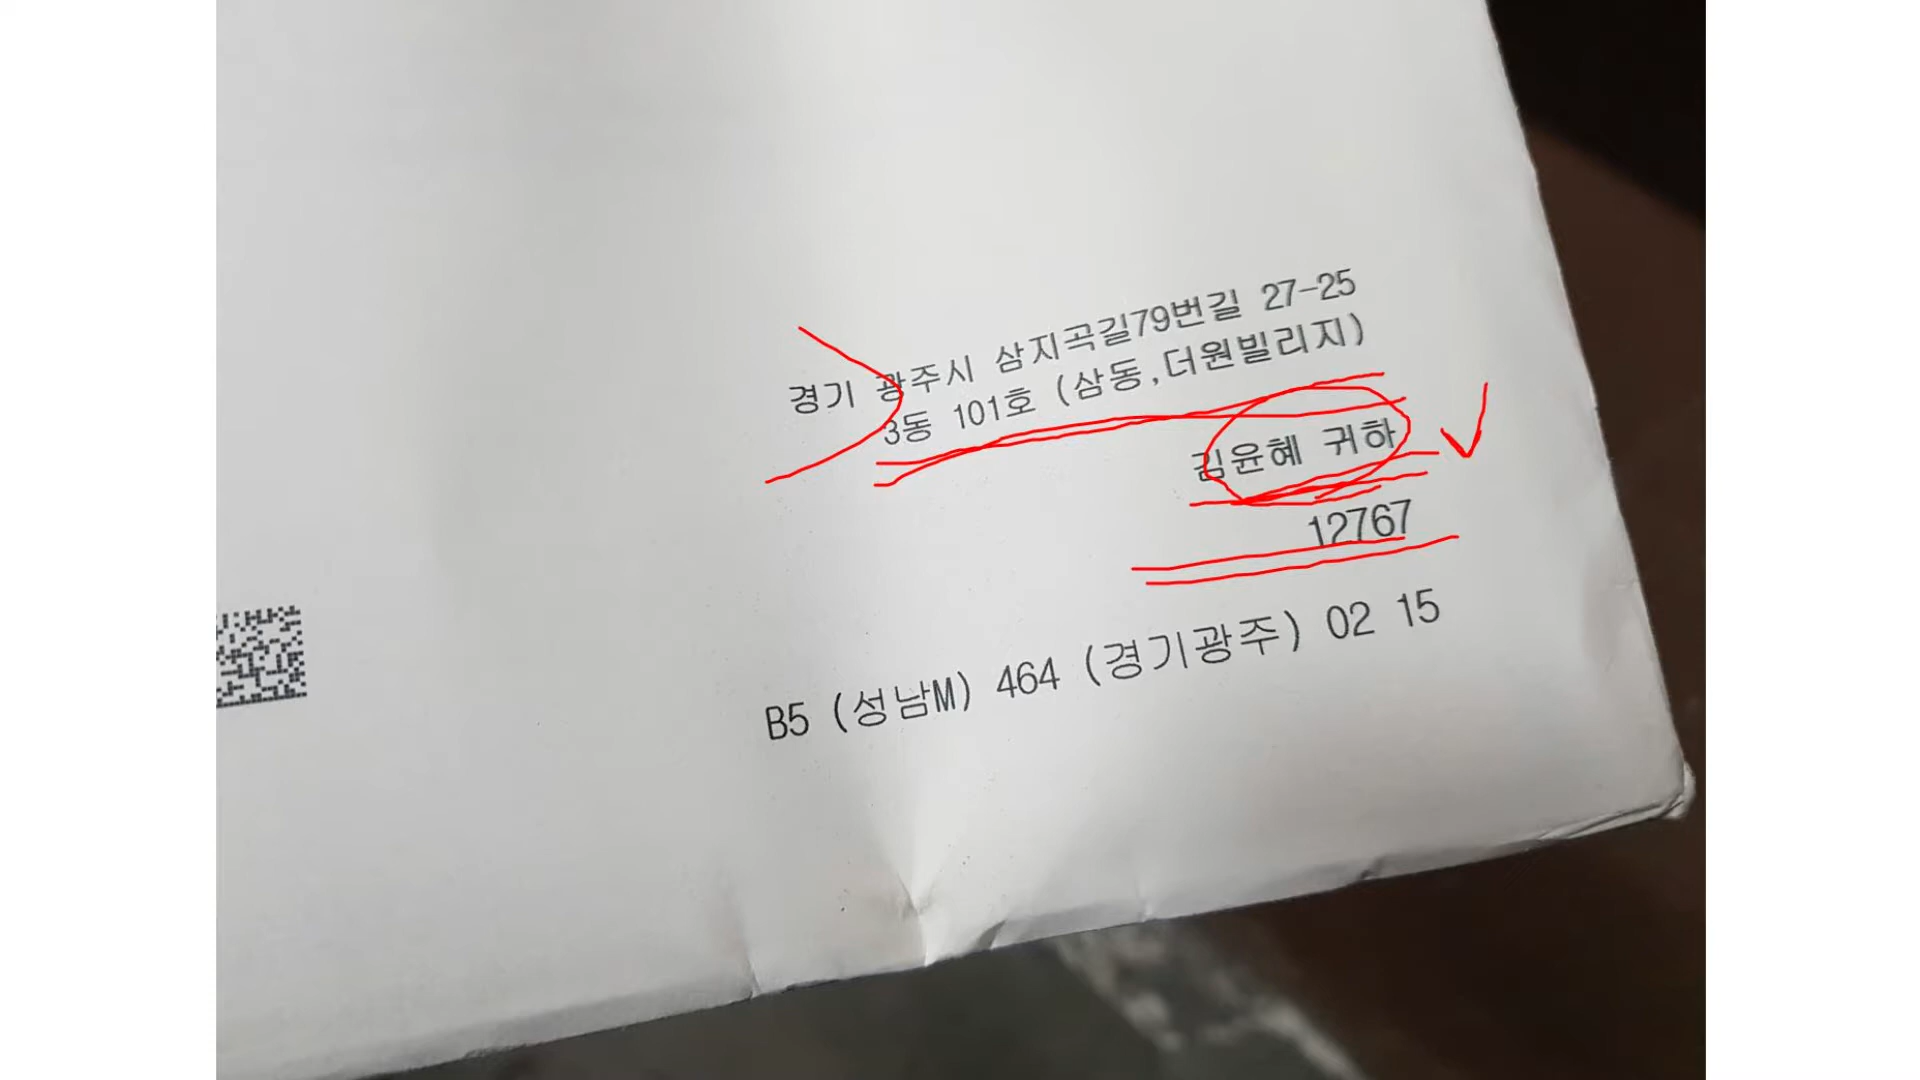 경기 광주시 삼지곡길79번길 27-25
3동 101호 (삼동,더원빌리지)
김윤혜 귀하
12767
B5 (성남M) 464 (경기광주) 02 15